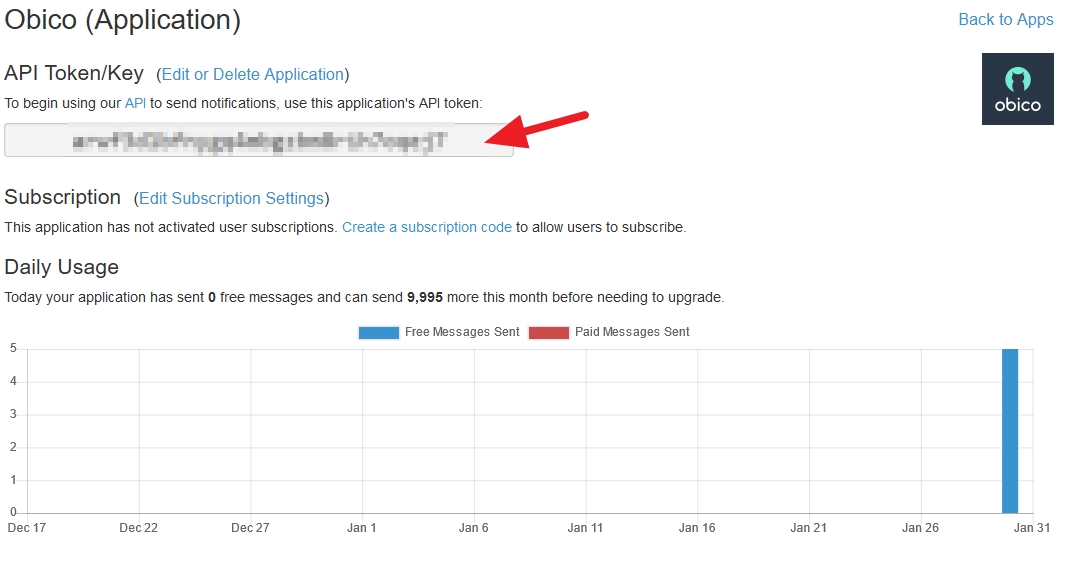 Obico (Application)
Back to Apps
API Token/Key (Edit or Delete Application)
To begin using our API to send notifications, use this application's API token:
obico
Subscription (Edit Subscription Settings)
This application has not activated user subscriptions. Create a subscription code to allow users to subscribe.
Daily Usage
Today your application has sent 0 free messages and can send 9,995 more this month before needing to upgrade.
Free Messages Sent Paid Messages Sent
5
4
3
2
1
0
Dec 17 Dec 22 Dec 27 Jan 1 Jan 6 Jan 11 Jan 16 Jan 21 Jan 26 Jan 31